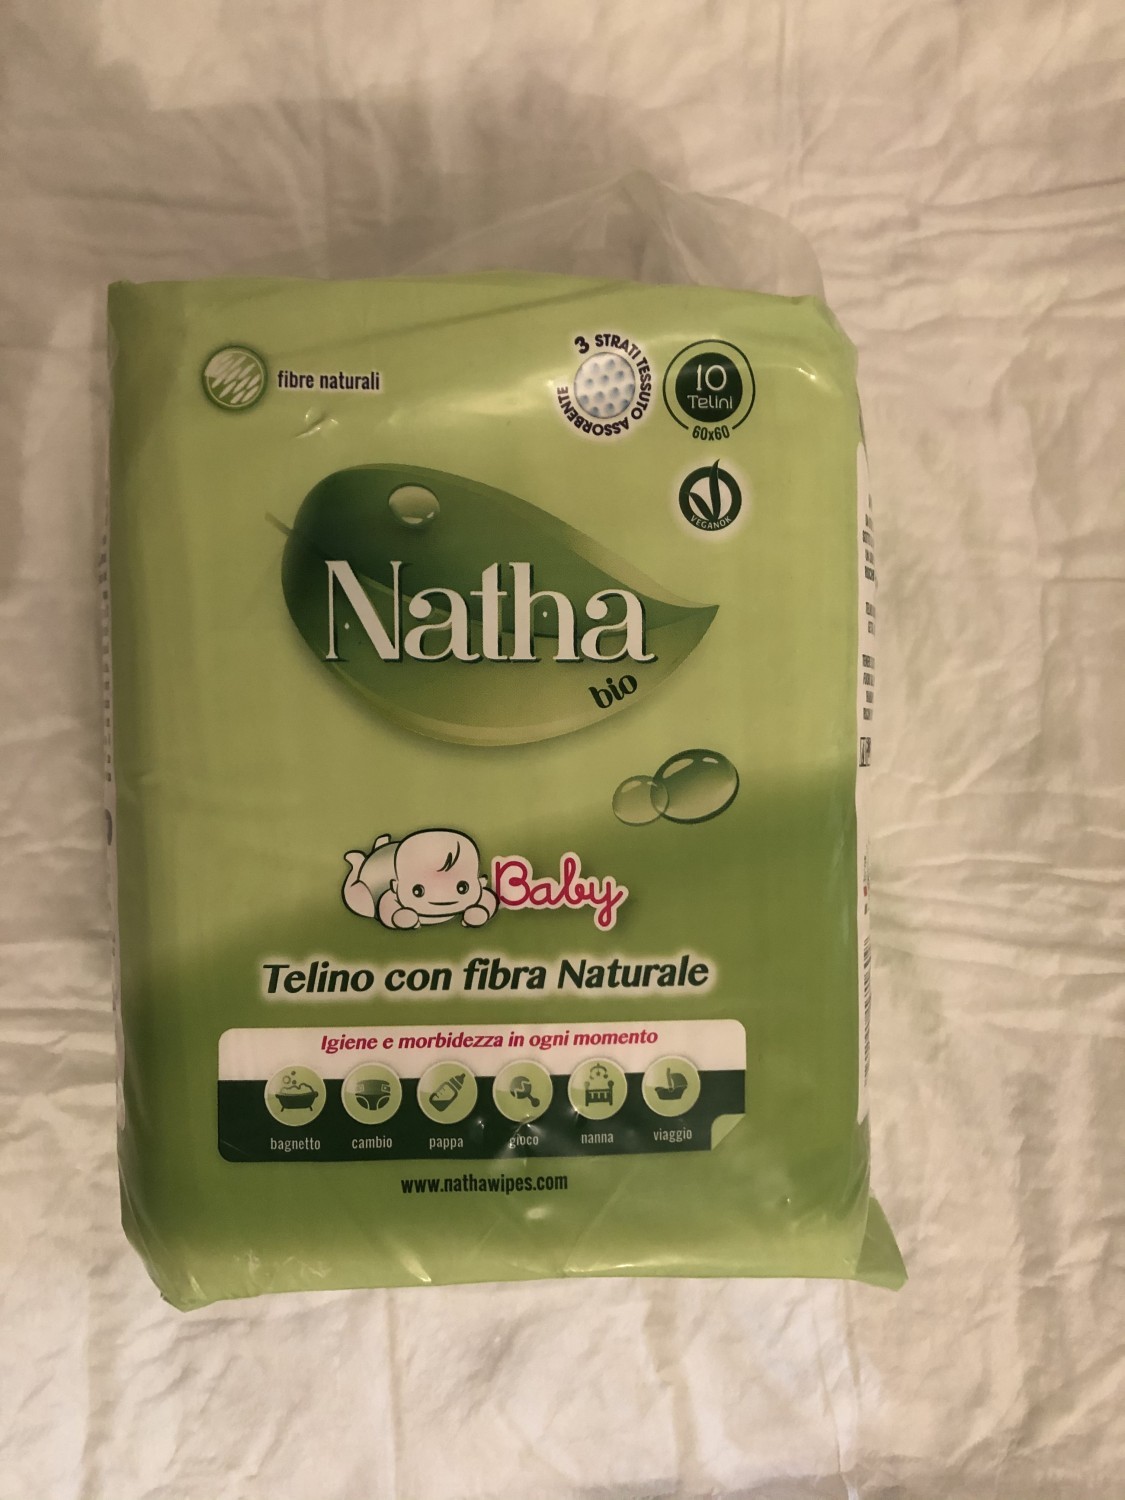 fibre naturali
3 STRATI TESSUTO ASSORBENTE
10
Telini
60x60
VEGANOK
Natha
bio
Baby
Telino con fibra Naturale
Igiene e morbidezza in ogni momento
bagnetto cambio pappa gioco nanna viaggio
www.nathawipes.com